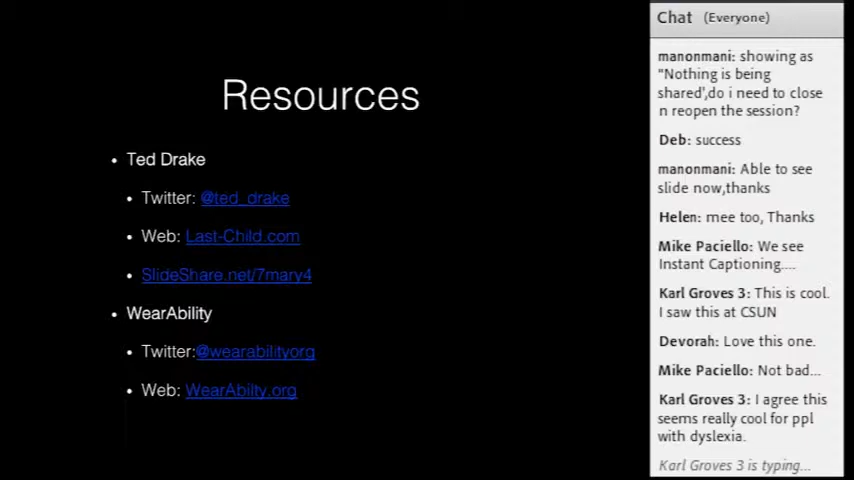 Resources
Ted Drake
Twitter: @ted_drake
Web: Last-Child.com
SlideShare.net/7mary4
WearAbility
Twitter:@wearabilityorg
Web: WearAbilty.org
Chat (Everyone)
manonmani: showing as
"Nothing is being
shared',do i need to close
n reopen the session?
Deb: success
manonmani: Able to see
slide now,thanks
Helen: mee too, Thanks
Mike Paciello: We see
Instant Captioning....
Karl Groves 3: This is cool.
I saw this at CSUN
Devorah: Love this one.
Mike Paciello: Not bad...
Karl Groves 3: I agree this
seems really cool for ppl
with dyslexia.
Karl Groves 3 is typing...